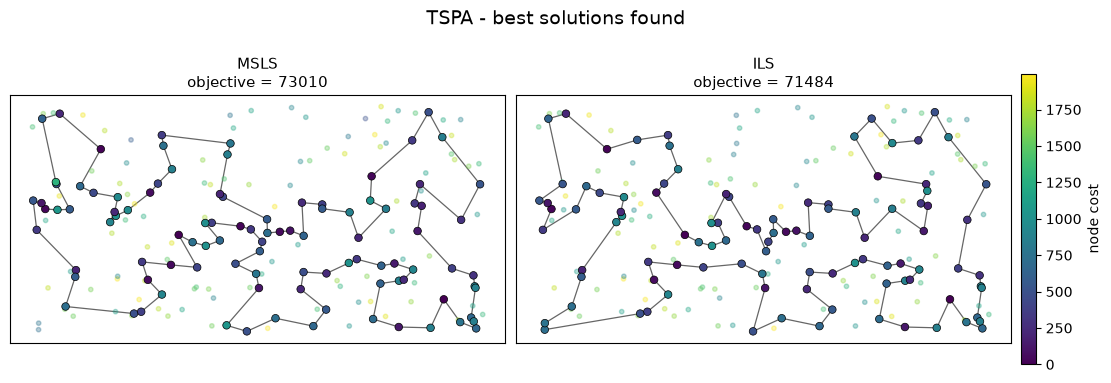 TSPA - best solutions found
MSLS
objective = 73010
ILS
objective = 71484
1750
1500
1250
1000
750
500
250
0
node cost